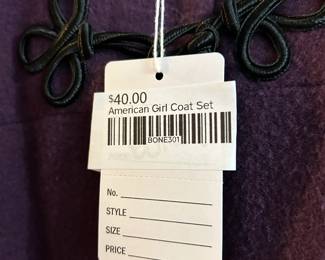 $40.00
American Girl Coat Set
BONE301
No.
STYLE
SIZE
PRICE